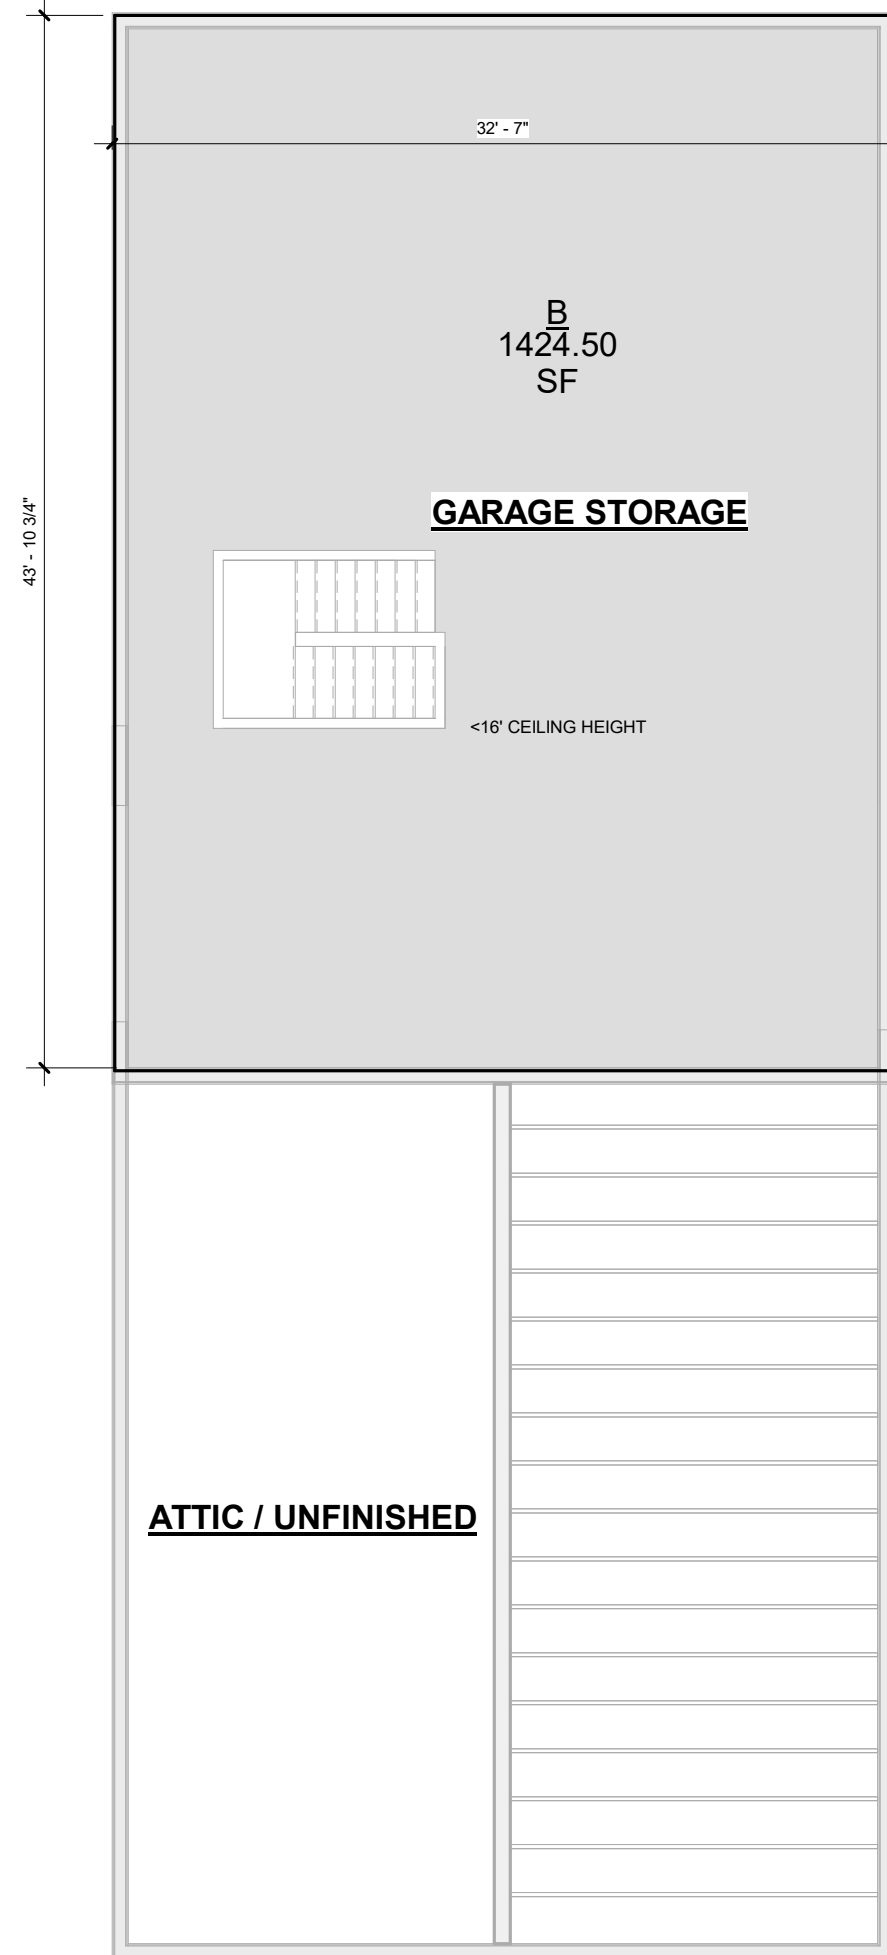 32' - 7"
B
1424.50
SF
43' - 10 3/4"
GARAGE STORAGE
<16' CEILING HEIGHT
ATTIC / UNFINISHED